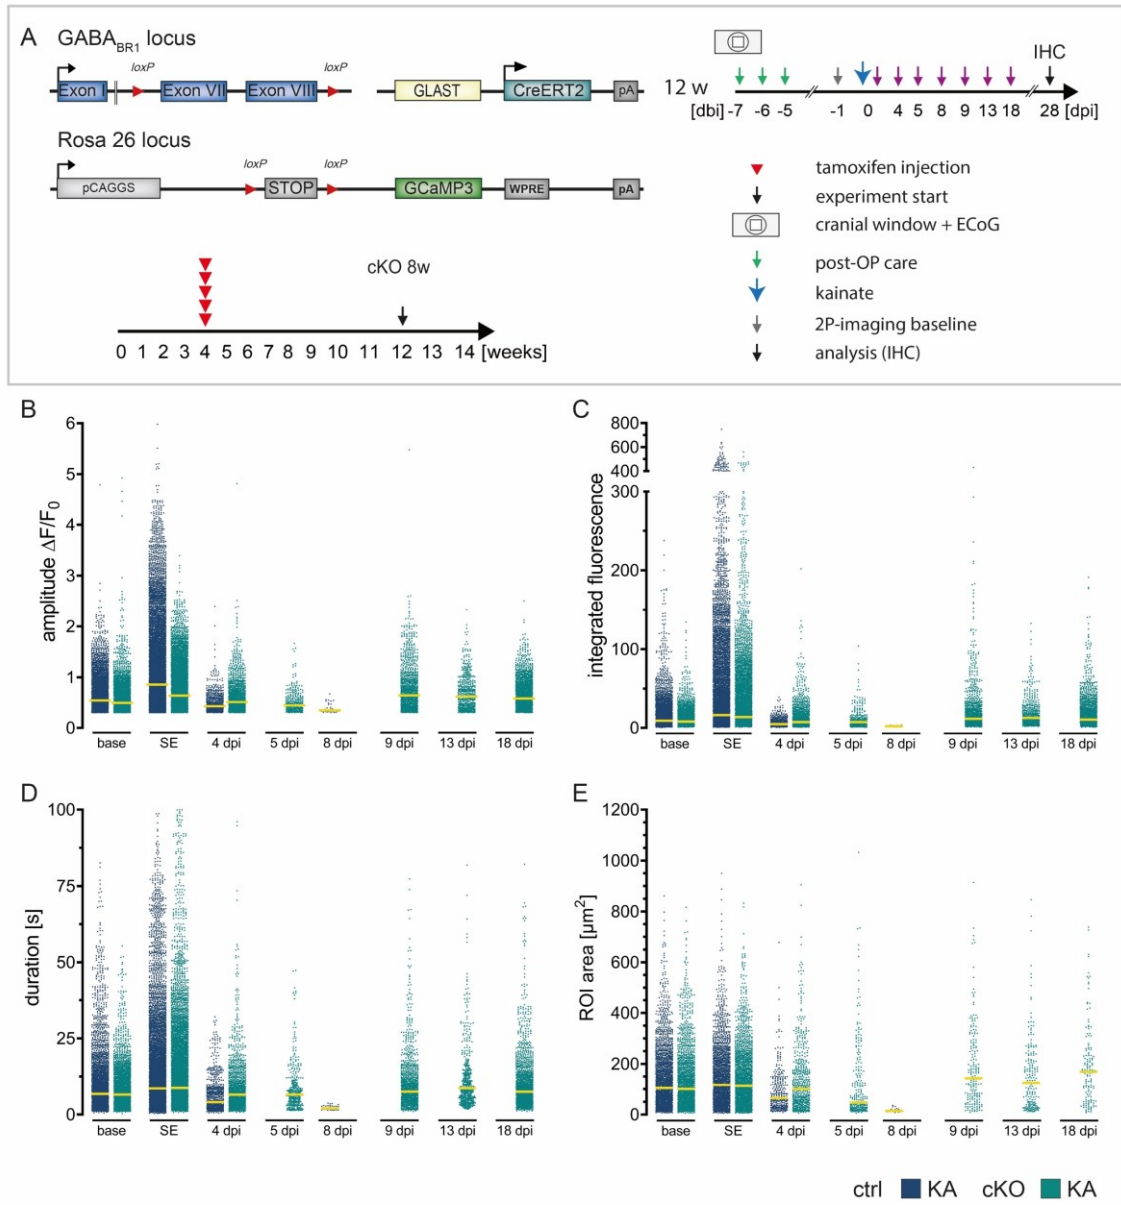 A
GABA_BR1 locus
loxP loxP
Exon I Exon VII Exon VIII GLAST CreERT2 pA
Rosa 26 locus
loxP loxP
pCAGGS STOP GCaMP3 WPRE pA
cKO 8w
0 1 2 3 4 5 6 7 8 9 10 11 12 13 14 [weeks]
IHC
12 w
[dbi] -7 -6 -5 -1 0 4 5 8 9 13 18 28 [dpi]
tamoxifen injection
experiment start
cranial window + ECoG
post-OP care
kainate
2P-imaging baseline
analysis (IHC)
B
amplitude ΔF/F0
6
5
4
3
2
1
0
base SE 4 dpi 5 dpi 8 dpi 9 dpi 13 dpi 18 dpi
C
integrated fluorescence
800
600
400
300
200
100
0
base SE 4 dpi 5 dpi 8 dpi 9 dpi 13 dpi 18 dpi
D
duration [s]
100
75
50
25
0
base SE 4 dpi 5 dpi 8 dpi 9 dpi 13 dpi 18 dpi
E
ROI area [µm²]
1200
1000
800
600
400
200
0
base SE 4 dpi 5 dpi 8 dpi 9 dpi 13 dpi 18 dpi
ctrl KA cKO KA